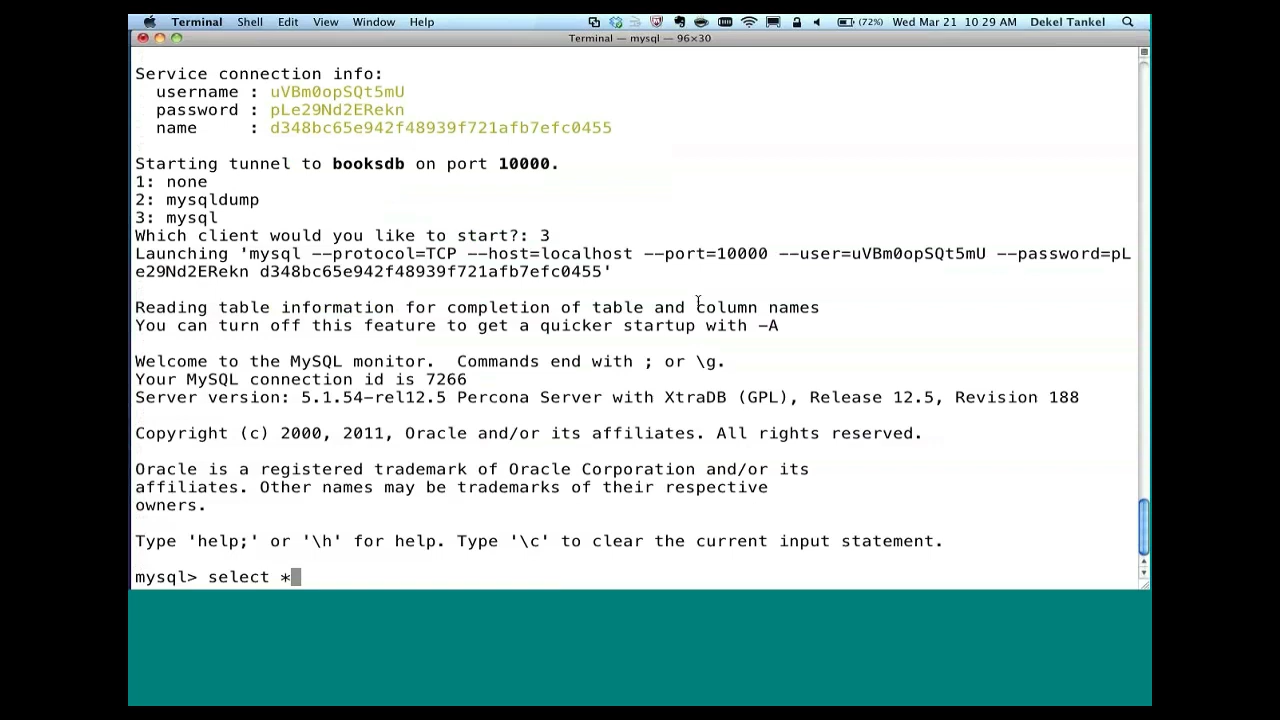 Terminal Shell Edit View Window Help (72%) Wed Mar 21 10:29 AM Dekel Tankel
Terminal — mysql — 96×30
Service connection info:
username : uVBm0opSQt5mU
password : pLe29Nd2ERekn
name : d348bc65e942f48939f721afb7efc0455
Starting tunnel to booksdb on port 10000.
1: none
2: mysqldump
3: mysql
Which client would you like to start?: 3
Launching 'mysql --protocol=TCP --host=localhost --port=10000 --user=uVBm0opSQt5mU --password=pL
e29Nd2ERekn d348bc65e942f48939f721afb7efc0455'
Reading table information for completion of table and column names
You can turn off this feature to get a quicker startup with -A
Welcome to the MySQL monitor.  Commands end with ; or \g.
Your MySQL connection id is 7266
Server version: 5.1.54-rel12.5 Percona Server with XtraDB (GPL), Release 12.5, Revision 188
Copyright (c) 2000, 2011, Oracle and/or its affiliates. All rights reserved.
Oracle is a registered trademark of Oracle Corporation and/or its
affiliates. Other names may be trademarks of their respective
owners.
Type 'help;' or '\h' for help. Type '\c' to clear the current input statement.
mysql> select *